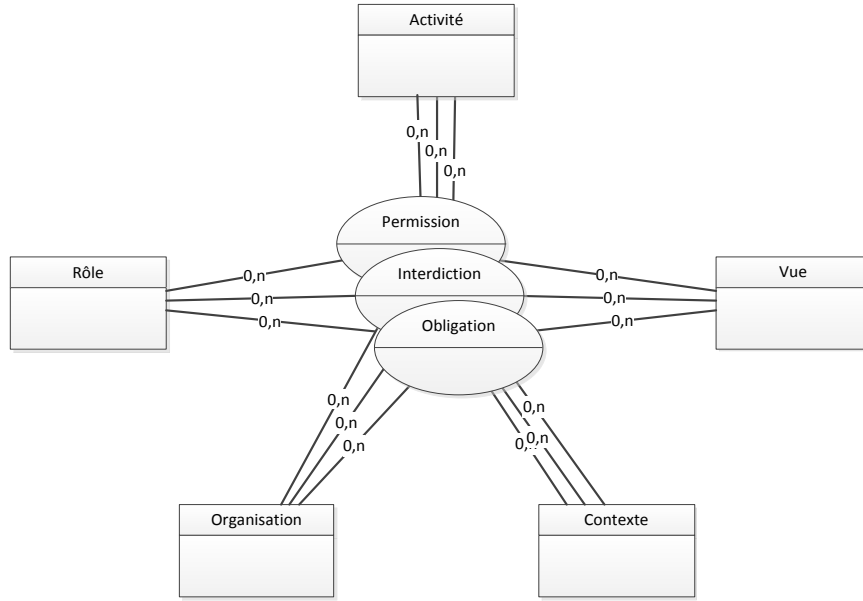 Activité
0,n
0,n
0,n
Permission
Rôle
0,n
0,n
Interdiction
Vue
0,n
0,n
0,n
0,n
Obligation
0,n
0,n
0,n
0,n
0,n
0,n
Organisation
Contexte